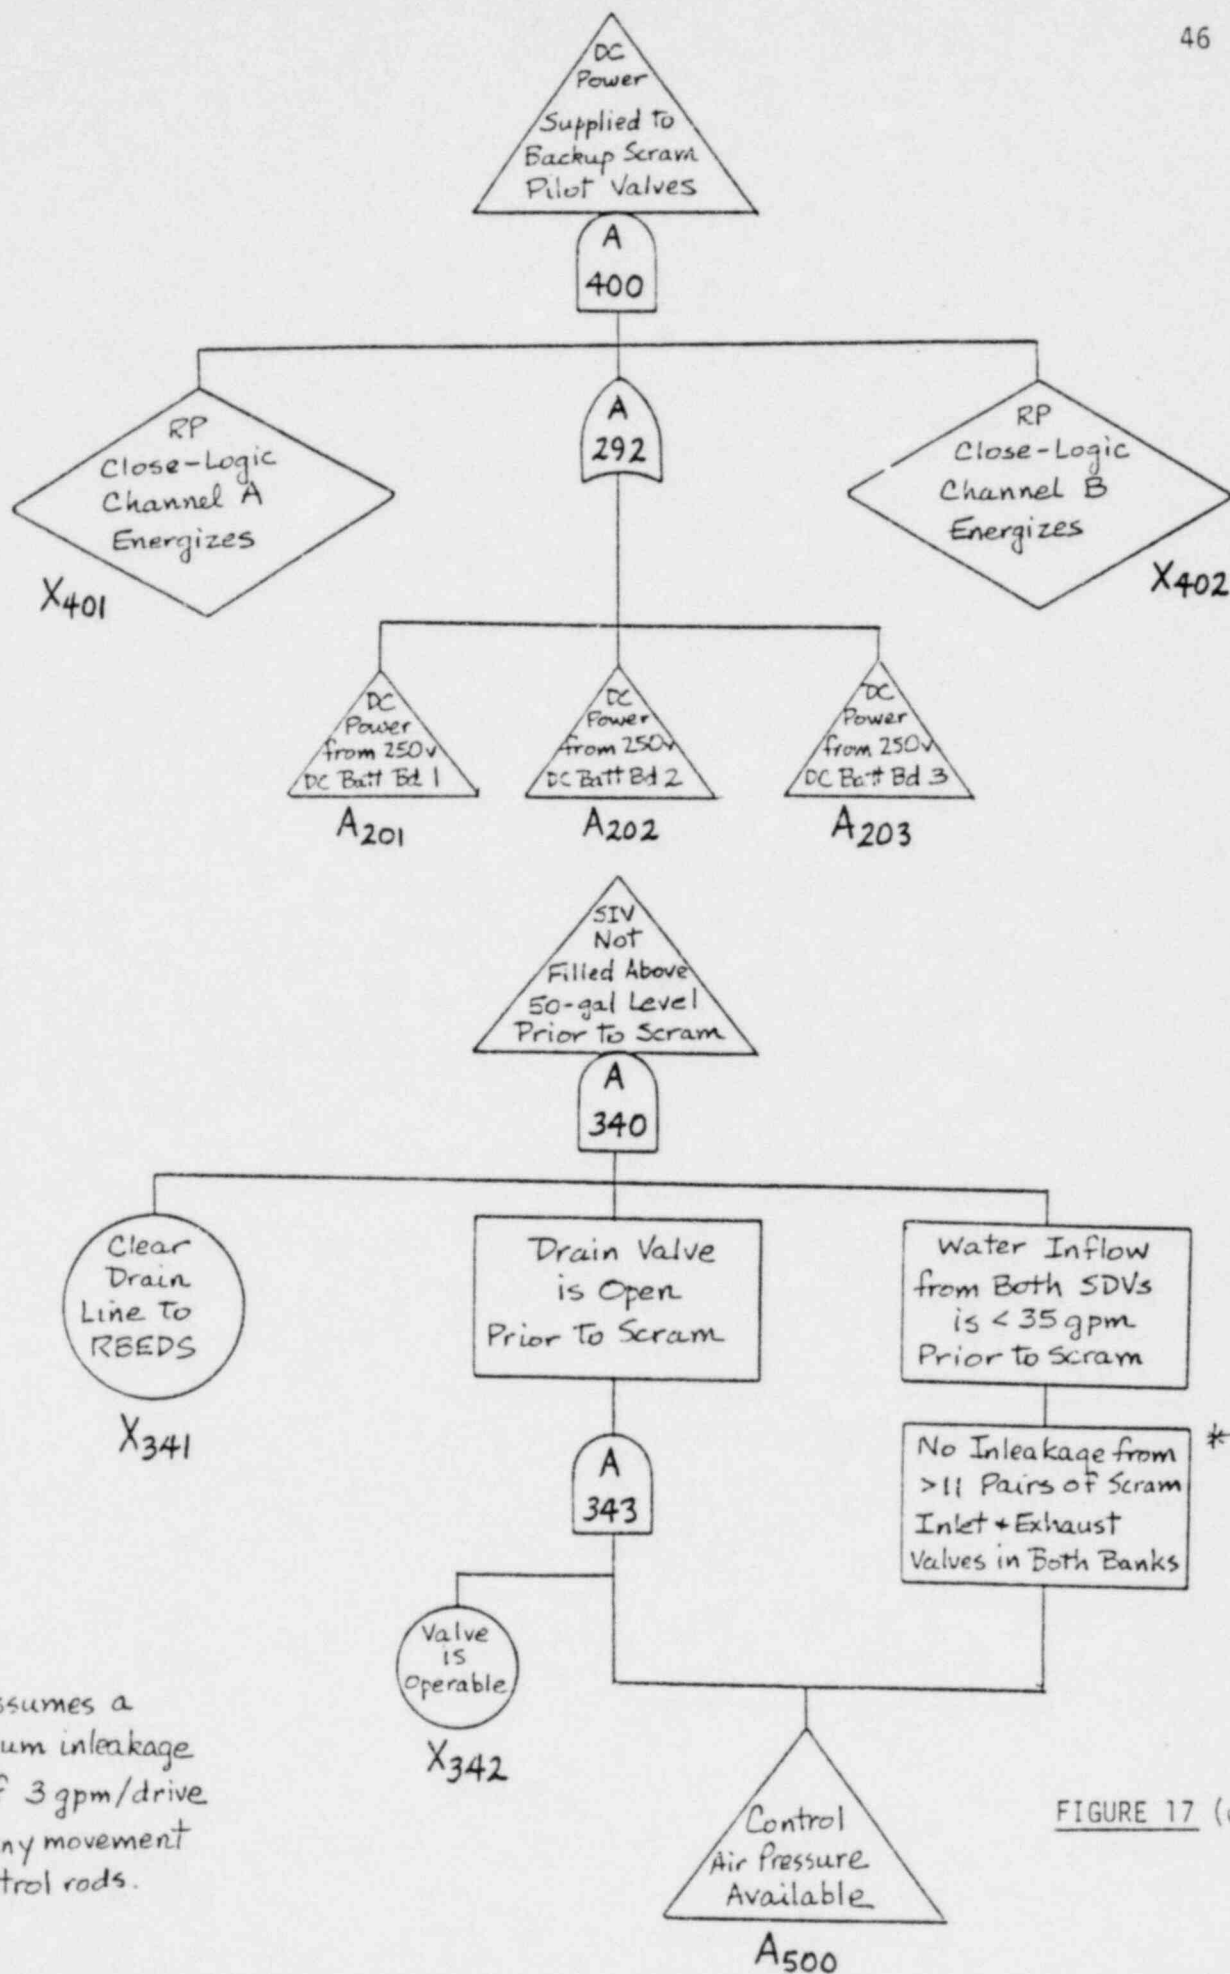 46
DC
Power
Supplied to
Backup Scram
Pilot Valves
A
400
RP
Close-Logic
Channel A
Energizes
X401
A
292
RP
Close-Logic
Channel B
Energizes
X402
DC
Power
from 250v
DC Batt Bd 1
A201
DC
Power
from 250v
DC Batt Bd 2
A202
DC
Power
from 250v
DC Batt Bd 3
A203
SIV
Not
Filled Above
50-gal Level
Prior to Scram
A
340
Clear
Drain
Line to
RBEDS
X341
Drain Valve
is Open
Prior to Scram
Water Inflow
from Both SDVs
is < 35 gpm
Prior to Scram
A
343
No Inleakage from
>11 Pairs of Scram
Inlet + Exhaust
Valves in Both Banks
*
Valve
is
Operable
X342
Control
Air Pressure
Available
A500
ssumes a
um inleakage
f 3 gpm/drive
ny movement
trol rods.
FIGURE 17 (